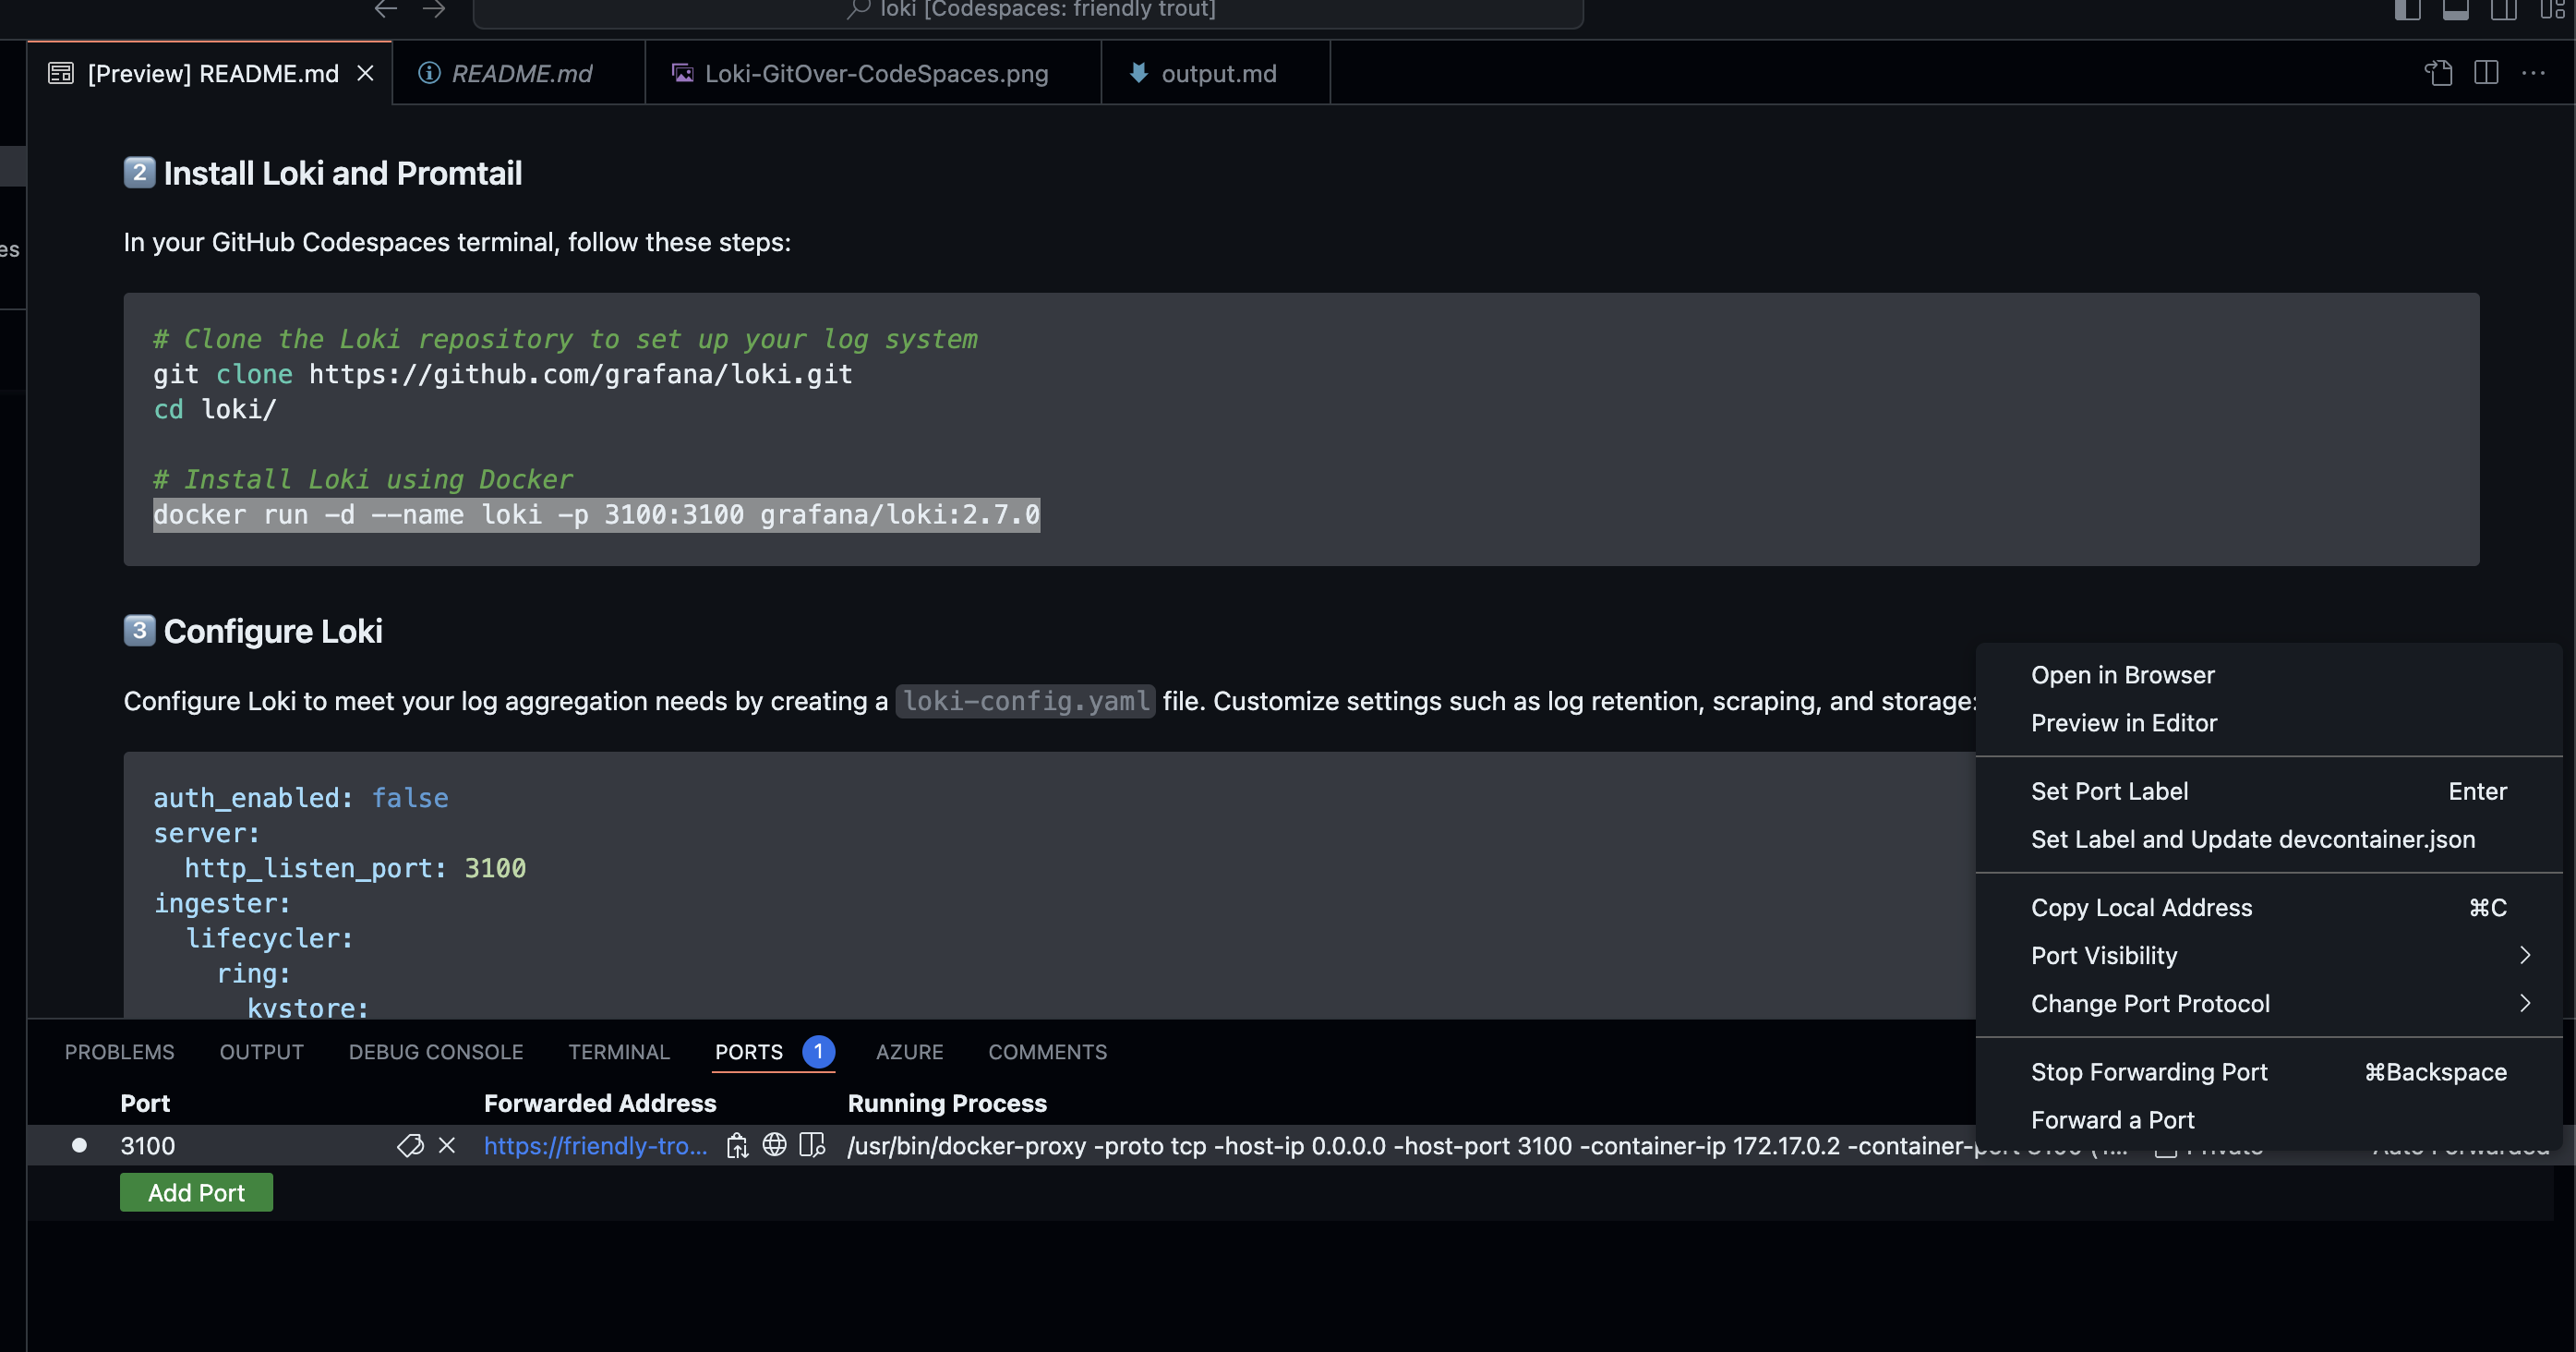 loki [Codespaces: friendly trout]
[Preview] README.md
README.md
Loki-GitOver-CodeSpaces.png
output.md
2 Install Loki and Promtail
In your GitHub Codespaces terminal, follow these steps:
es
# Clone the Loki repository to set up your log system
git clone https://github.com/grafana/loki.git
cd loki/
# Install Loki using Docker
docker run -d --name loki -p 3100:3100 grafana/loki:2.7.0
3 Configure Loki
Configure Loki to meet your log aggregation needs by creating a loki-config.yaml file. Customize settings such as log retention, scraping, and storage:
auth_enabled: false
server:
  http_listen_port: 3100
ingester:
  lifecycler:
    ring:
      kvstore:
Open in Browser
Preview in Editor
Set Port Label Enter
Set Label and Update devcontainer.json
Copy Local Address ⌘C
Port Visibility
Change Port Protocol
Stop Forwarding Port ⌘Backspace
Forward a Port
PROBLEMS OUTPUT DEBUG CONSOLE TERMINAL PORTS 1 AZURE COMMENTS
Port Forwarded Address Running Process
3100 https://friendly-tro... /usr/bin/docker-proxy -proto tcp -host-ip 0.0.0.0 -host-port 3100 -container-ip 172.17.0.2 -container-port 3100
Add Port